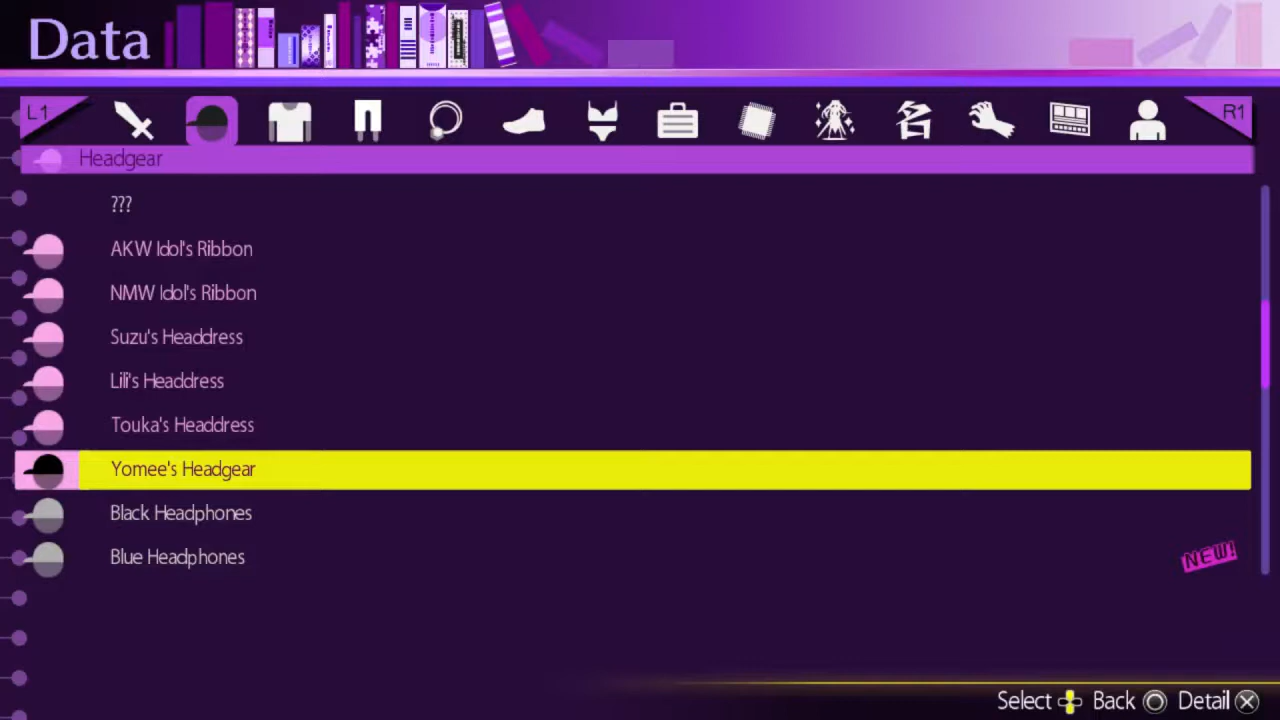 Data
L1
R1
Headgear
???
AKW Idol's Ribbon
NMW Idol's Ribbon
Suzu's Headdress
Lili's Headdress
Touka's Headdress
Yomee's Headgear
Black Headphones
Blue Headphones
NEW!
Select Back Detail